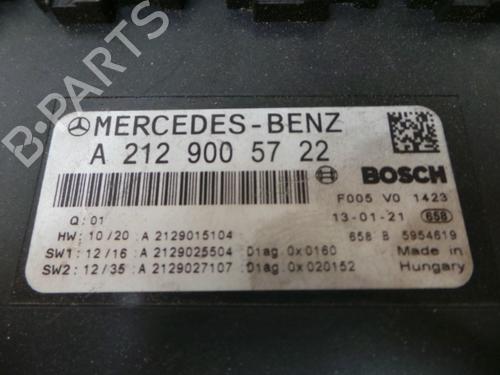 MERCEDES-BENZ
A 212 900 57 22
BOSCH
F005 V0 1423
Q: 01
13-01-21 658
HW: 10/20 A 2129015104
658 B 5954619
SW1: 12/16 A 2129025504 Diag.0x0160
Made in
SW2: 12/35 A 2129027107 Diag.0x020152
Hungary
B-PARTS